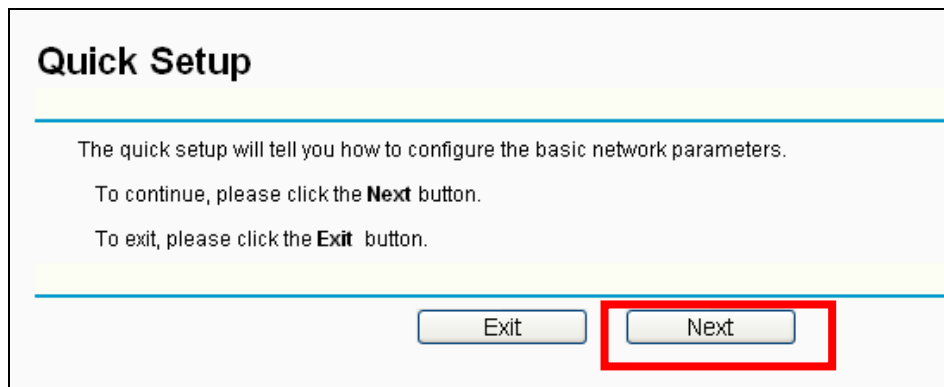 Quick Setup
The quick setup will tell you how to configure the basic network parameters.
To continue, please click the Next button.
To exit, please click the Exit button.
Exit Next